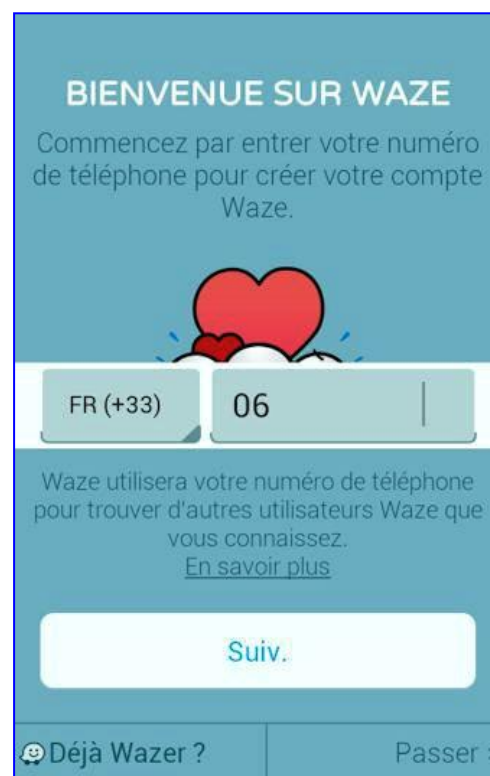 BIENVENUE SUR WAZE
Commencez par entrer votre numéro
de téléphone pour créer votre compte
Waze.
FR (+33)
06
Waze utilisera votre numéro de téléphone
pour trouver d'autres utilisateurs Waze que
vous connaissez.
En savoir plus
Suiv.
Déjà Wazer ?
Passer